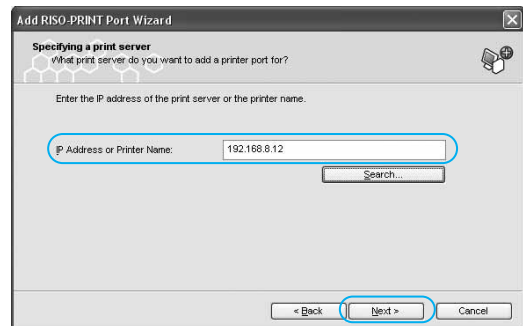 Add RISO-PRINT Port Wizard
Specifying a print server
What print server do you want to add a printer port for?
Enter the IP address of the print server or the printer name.
IP Address or Printer Name: 192.168.8.12
Search...
< Back Next > Cancel